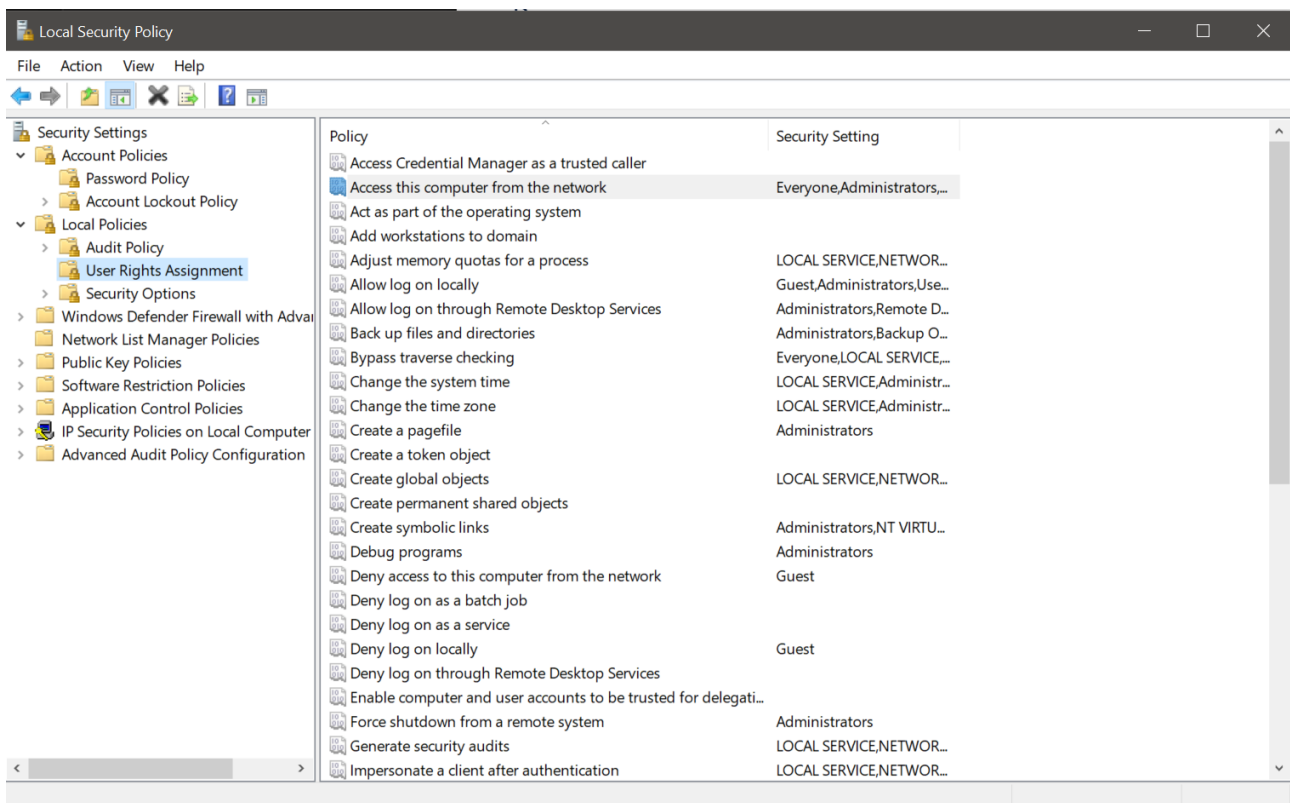 Local Security Policy
File Action View Help
Security Settings
Account Policies
Password Policy
Account Lockout Policy
Local Policies
Audit Policy
User Rights Assignment
Security Options
Windows Defender Firewall with Advar
Network List Manager Policies
Public Key Policies
Software Restriction Policies
Application Control Policies
IP Security Policies on Local Computer
Advanced Audit Policy Configuration
Policy Security Setting
Access Credential Manager as a trusted caller
Access this computer from the network Everyone,Administrators,...
Act as part of the operating system
Add workstations to domain
Adjust memory quotas for a process LOCAL SERVICE,NETWOR...
Allow log on locally Guest,Administrators,Use...
Allow log on through Remote Desktop Services Administrators,Remote D...
Back up files and directories Administrators,Backup O...
Bypass traverse checking Everyone,LOCAL SERVICE,...
Change the system time LOCAL SERVICE,Administr...
Change the time zone LOCAL SERVICE,Administr...
Create a pagefile Administrators
Create a token object
Create global objects LOCAL SERVICE,NETWOR...
Create permanent shared objects
Create symbolic links Administrators,NT VIRTU...
Debug programs Administrators
Deny access to this computer from the network Guest
Deny log on as a batch job
Deny log on as a service
Deny log on locally Guest
Deny log on through Remote Desktop Services
Enable computer and user accounts to be trusted for delegati...
Force shutdown from a remote system Administrators
Generate security audits LOCAL SERVICE,NETWOR...
Impersonate a client after authentication LOCAL SERVICE,NETWOR...